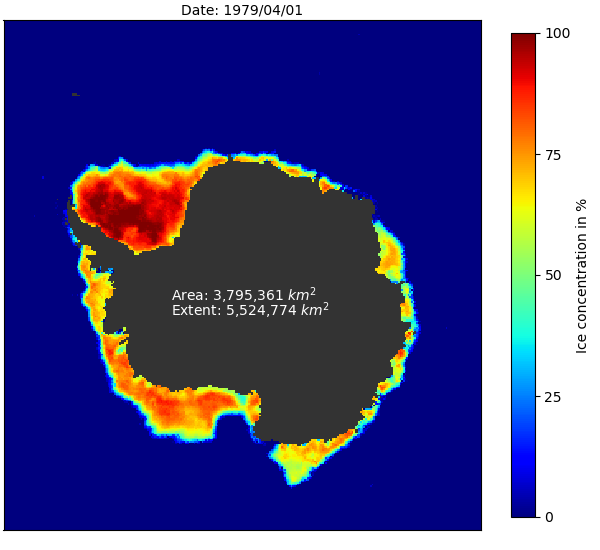 Date: 1979/04/01
100
75
50
25
0
Ice concentration in %
Area: 3,795,361 km²
Extent: 5,524,774 km²